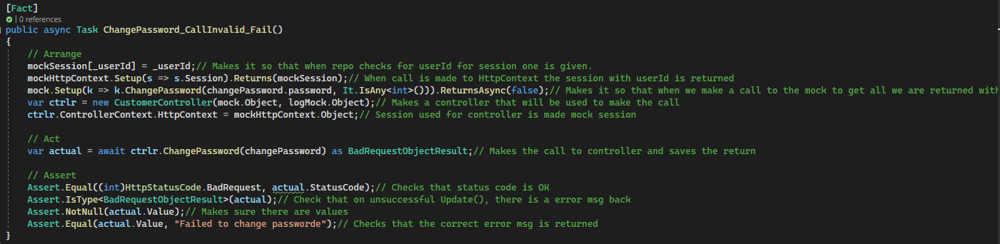 [Fact]
| 0 references
public async Task ChangePassword_CallInvalid_Fail()
{
// Arrange
mockSession[_userId] = _userId;// Makes it so that when repo checks for userId for session one is given.
mockHttpContext.Setup(s => s.Session).Returns(mockSession);// When call is made to HttpContext the session with userId is returned
mock.Setup(k => k.ChangePassword(changePassword.password, It.IsAny<int>())).ReturnsAsync(false);// Makes it so that when we make a call to the mock to get all we are returned with
var ctrlr = new CustomerController(mock.Object, logMock.Object);// Makes a controller that will be used to make the call
ctrlr.ControllerContext.HttpContext = mockHttpContext.Object;// Session used for controller is made mock session
// Act
var actual = await ctrlr.ChangePassword(changePassword) as BadRequestObjectResult;// Makes the call to controller and saves the return
// Assert
Assert.Equal((int)HttpStatusCode.BadRequest, actual.StatusCode);// Checks that status code is OK
Assert.IsType<BadRequestObjectResult>(actual);// Check that on unsuccessful Update(), there is a error msg back
Assert.NotNull(actual.Value);// Makes sure there are values
Assert.Equal(actual.Value, "Failed to change passworde");// Checks that the correct error msg is returned
}